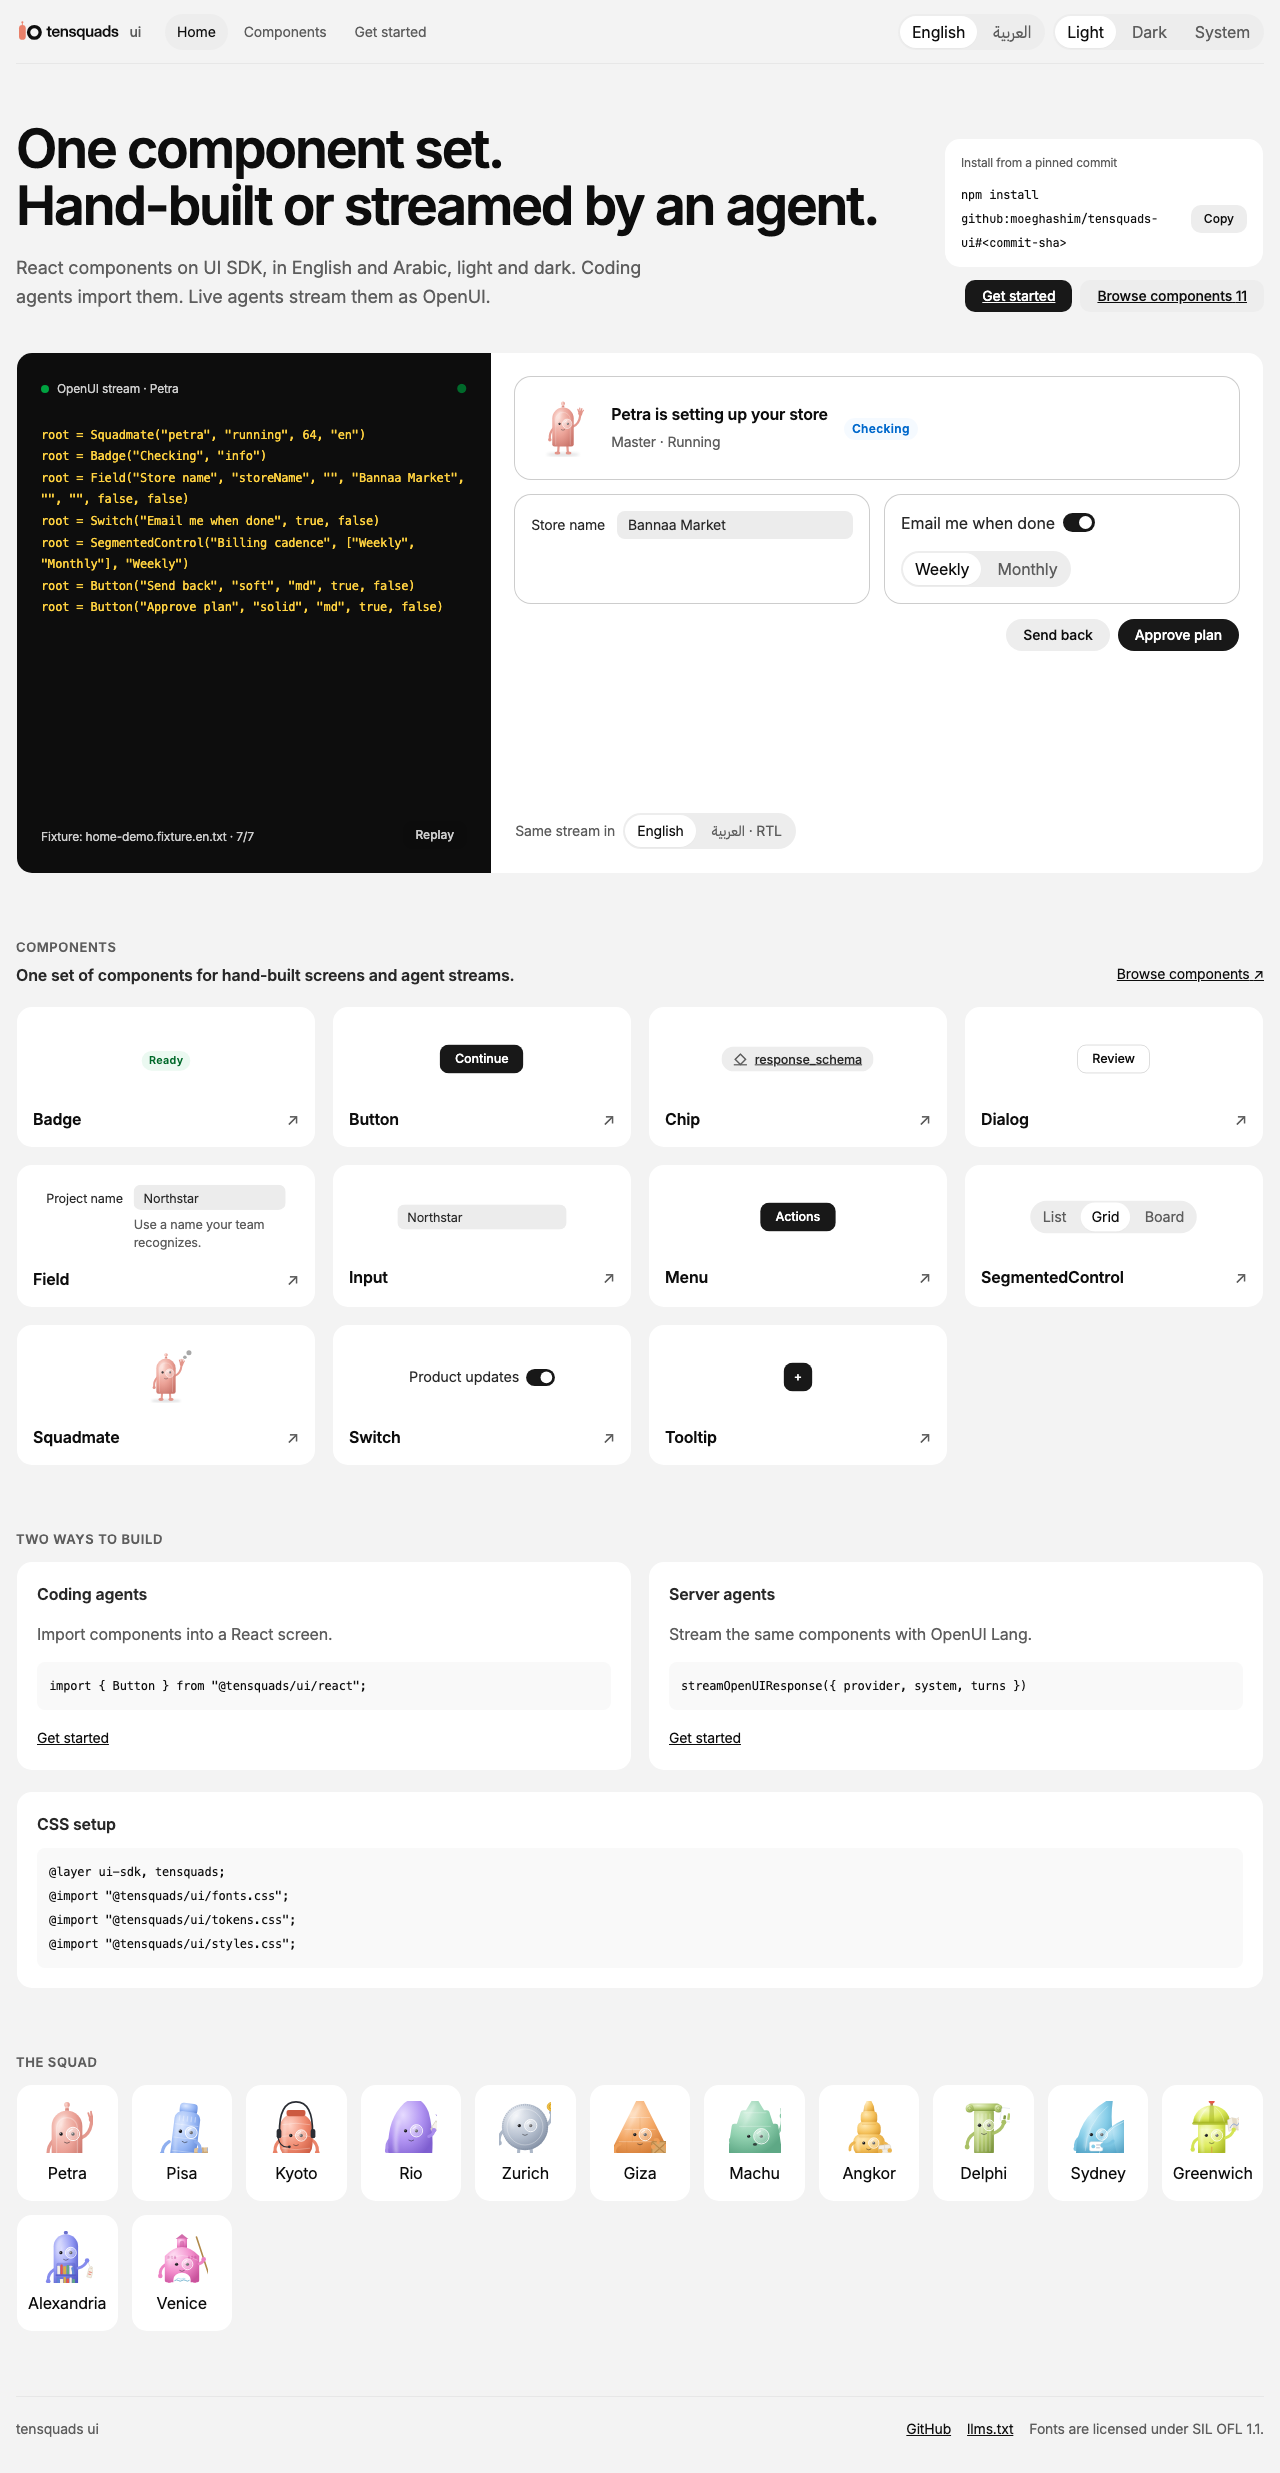 tensquads ui
Home
Components
Get started
English
العربية
Light
Dark
System
One component set.
Hand-built or streamed by an agent.
React components on UI SDK, in English and Arabic, light and dark. Coding
agents import them. Live agents stream them as OpenUI.
Install from a pinned commit
npm install
github:moeghashim/tensquads-
ui#<commit-sha>
Copy
Get started
Browse components 11
OpenUI stream · Petra
root = Squadmate("petra", "running", 64, "en")
root = Badge("Checking", "info")
root = Field("Store name", "storeName", "", "Bannaa Market",
"", "", false, false)
root = Switch("Email me when done", true, false)
root = SegmentedControl("Billing cadence", ["Weekly",
"Monthly"], "Weekly")
root = Button("Send back", "soft", "md", true, false)
root = Button("Approve plan", "solid", "md", true, false)
Fixture: home-demo.fixture.en.txt · 7/7
Replay
Petra is setting up your store
Master · Running
Checking
Store name
Bannaa Market
Email me when done
Weekly
Monthly
Send back
Approve plan
Same stream in
English
العربية · RTL
COMPONENTS
One set of components for hand-built screens and agent streams.
Browse components ↗
Ready
Badge ↗
Continue
Button ↗
response_schema
Chip ↗
Review
Dialog ↗
Project name
Northstar
Use a name your team
recognizes.
Field ↗
Northstar
Input ↗
Actions
Menu ↗
List
Grid
Board
SegmentedControl ↗
Squadmate ↗
Product updates
Switch ↗
+
Tooltip ↗
TWO WAYS TO BUILD
Coding agents
Import components into a React screen.
import { Button } from "@tensquads/ui/react";
Get started
Server agents
Stream the same components with OpenUI Lang.
streamOpenUIResponse({ provider, system, turns })
Get started
CSS setup
@layer ui-sdk, tensquads;
@import "@tensquads/ui/fonts.css";
@import "@tensquads/ui/tokens.css";
@import "@tensquads/ui/styles.css";
THE SQUAD
Petra
Pisa
Kyoto
Rio
Zurich
Giza
Machu
Angkor
Delphi
Sydney
Greenwich
Alexandria
Venice
tensquads ui
GitHub
llms.txt
Fonts are licensed under SIL OFL 1.1.